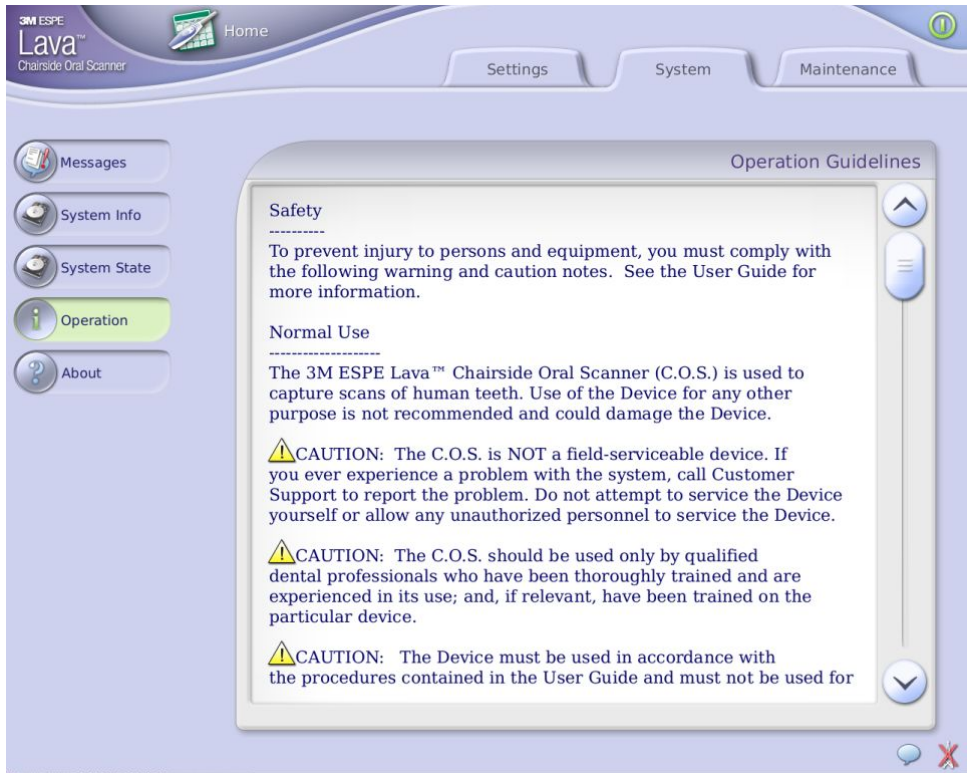 3M ESPE
Lava™
Chairside Oral Scanner
Home
Settings
System
Maintenance
Messages
System Info
System State
Operation
About
Operation Guidelines
Safety
----------
To prevent injury to persons and equipment, you must comply with
the following warning and caution notes.  See the User Guide for
more information.
Normal Use
--------------------
The 3M ESPE Lava™ Chairside Oral Scanner (C.O.S.) is used to
capture scans of human teeth. Use of the Device for any other
purpose is not recommended and could damage the Device.
CAUTION:  The C.O.S. is NOT a field-serviceable device. If
you ever experience a problem with the system, call Customer
Support to report the problem. Do not attempt to service the Device
yourself or allow any unauthorized personnel to service the Device.
CAUTION:  The C.O.S. should be used only by qualified
dental professionals who have been thoroughly trained and are
experienced in its use; and, if relevant, have been trained on the
particular device.
CAUTION:   The Device must be used in accordance with
the procedures contained in the User Guide and must not be used for